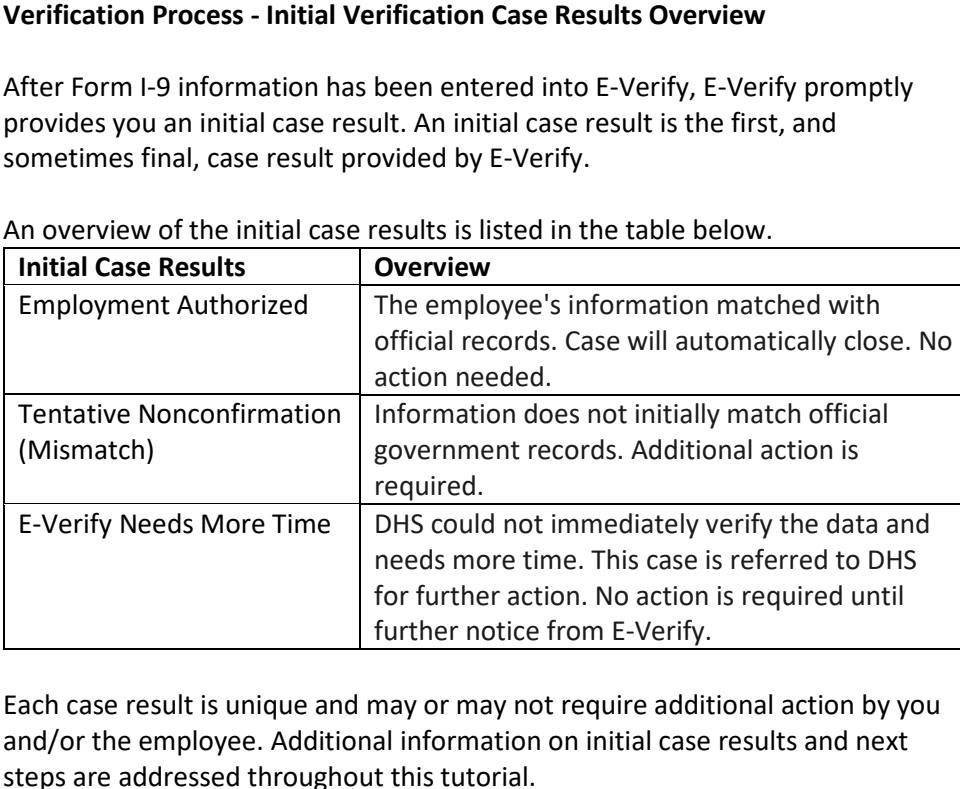 Verification Process - Initial Verification Case Results Overview
After Form I-9 information has been entered into E-Verify, E-Verify promptly
provides you an initial case result. An initial case result is the first, and
sometimes final, case result provided by E-Verify.
An overview of the initial case results is listed in the table below.
Initial Case Results
Overview
Employment Authorized
The employee's information matched with
official records. Case will automatically close. No
action needed.
Tentative Nonconfirmation
(Mismatch)
Information does not initially match official
government records. Additional action is
required.
E-Verify Needs More Time
DHS could not immediately verify the data and
needs more time. This case is referred to DHS
for further action. No action is required until
further notice from E-Verify.
Each case result is unique and may or may not require additional action by you
and/or the employee. Additional information on initial case results and next
steps are addressed throughout this tutorial.